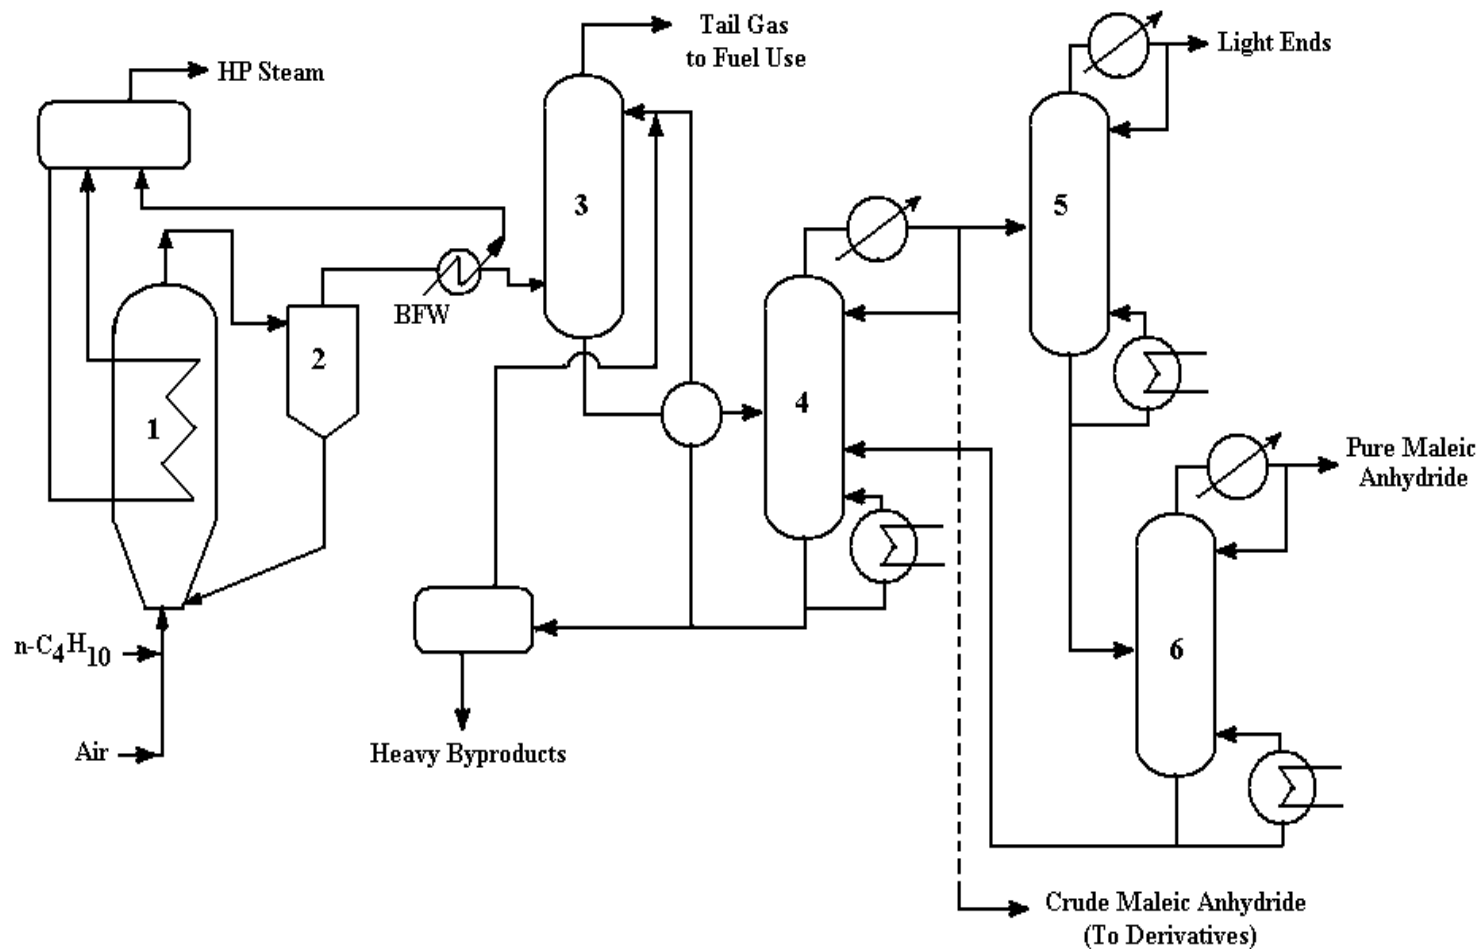 Tail Gas
to Fuel Use
Light Ends
HP Steam
3
5
BFW
2
1
4
Pure Maleic
Anhydride
n-C4H10
6
Air
Heavy Byproducts
Crude Maleic Anhydride
(To Derivatives)